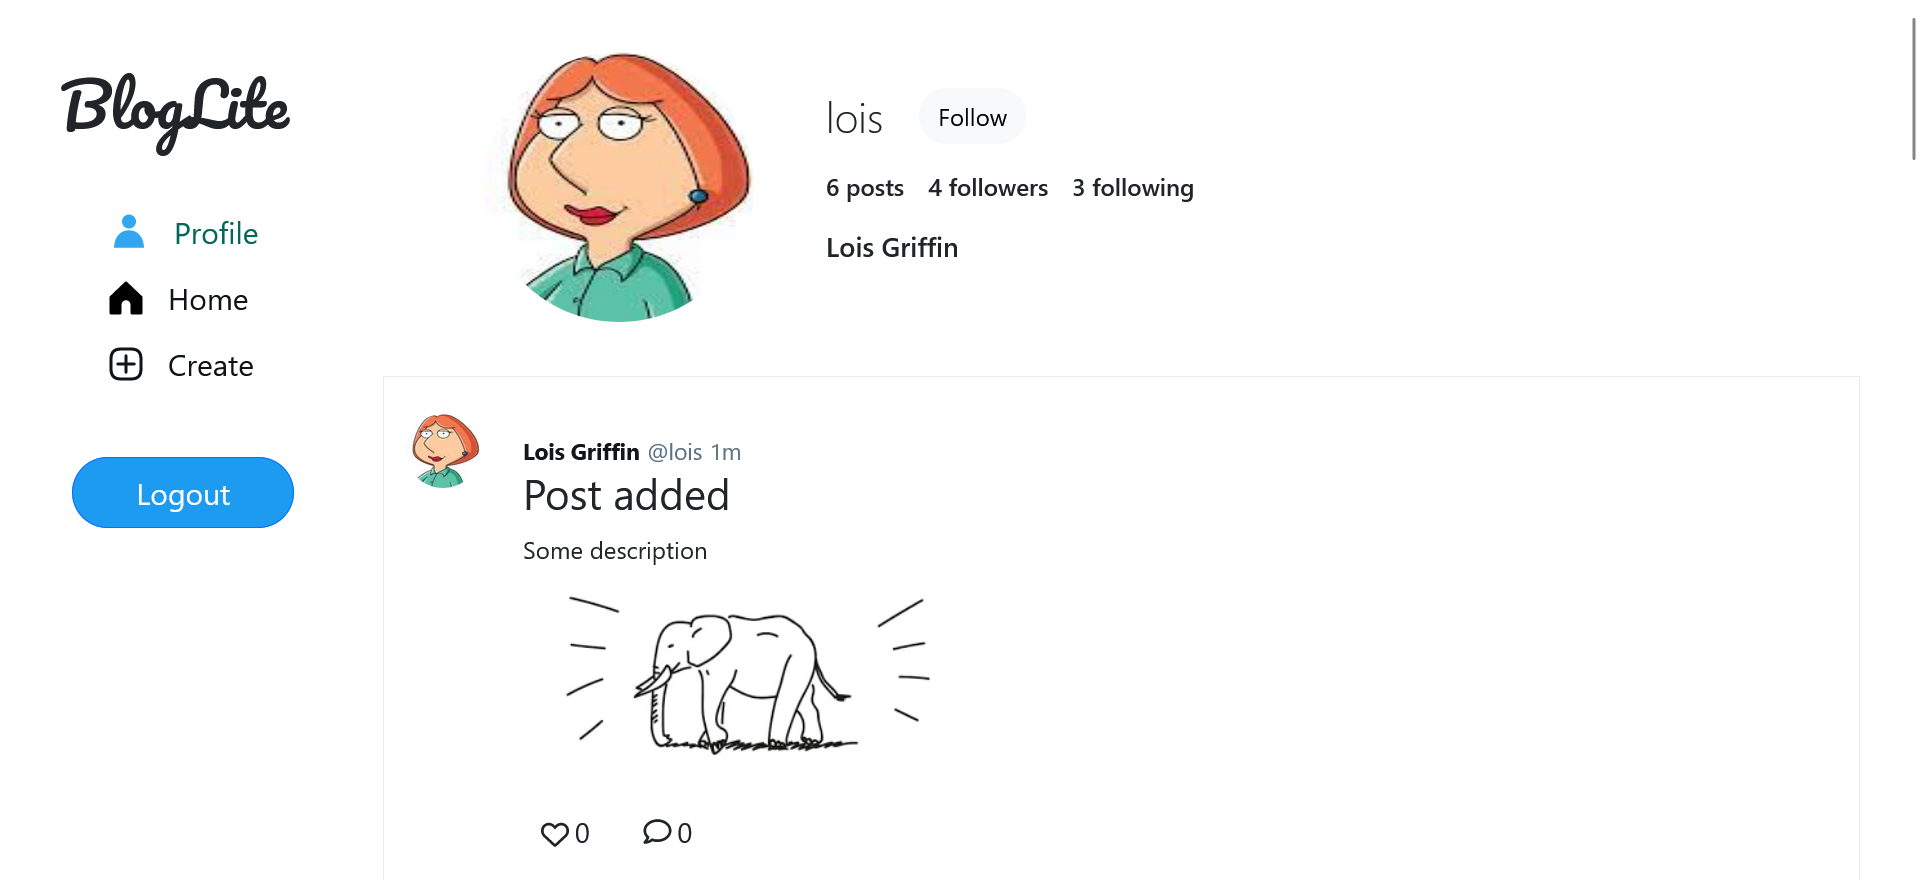 BlogLite
Profile
Home
Create
Logout
lois Follow
6 posts 4 followers 3 following
Lois Griffin
Lois Griffin @lois 1m
Post added
Some description
0 0